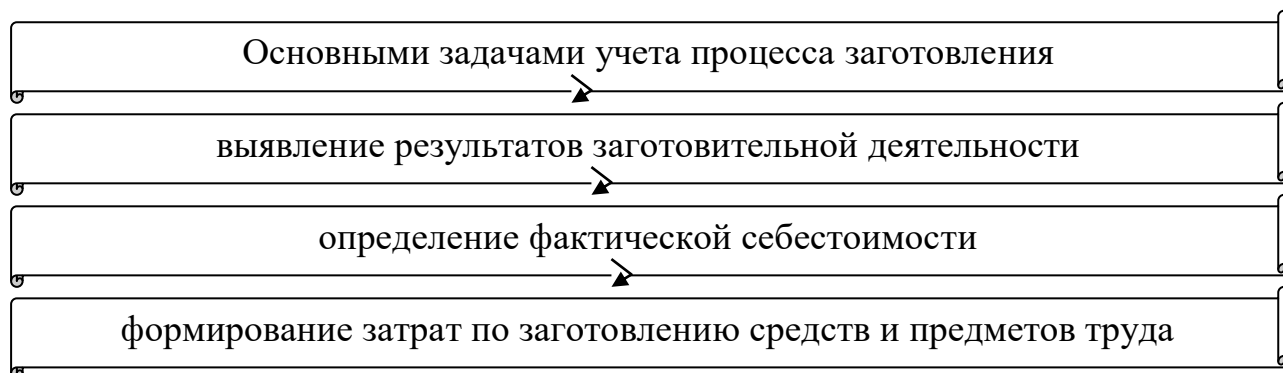 Основными задачами учета процесса заготовления
выявление результатов заготовительной деятельности
определение фактической себестоимости
формирование затрат по заготовлению средств и предметов труда